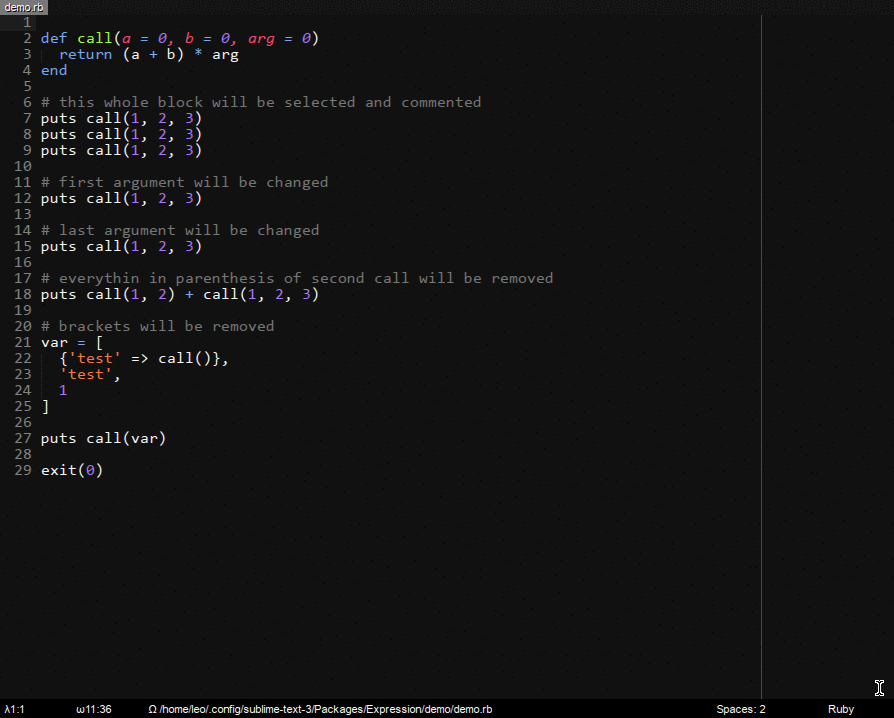 demo.rb
1
2 def call(a = 0, b = 0, arg = 0)
3   return (a + b) * arg
4 end
5
6 # this whole block will be selected and commented
7 puts call(1, 2, 3)
8 puts call(1, 2, 3)
9 puts call(1, 2, 3)
10
11 # first argument will be changed
12 puts call(1, 2, 3)
13
14 # last argument will be changed
15 puts call(1, 2, 3)
16
17 # everythin in parenthesis of second call will be removed
18 puts call(1, 2) + call(1, 2, 3)
19
20 # brackets will be removed
21 var = [
22   {'test' => call()},
23   'test',
24   1
25 ]
26
27 puts call(var)
28
29 exit(0)
λ1:1 ω11:36 Ω /home/leo/.config/sublime-text-3/Packages/Expression/demo/demo.rb Spaces: 2 Ruby